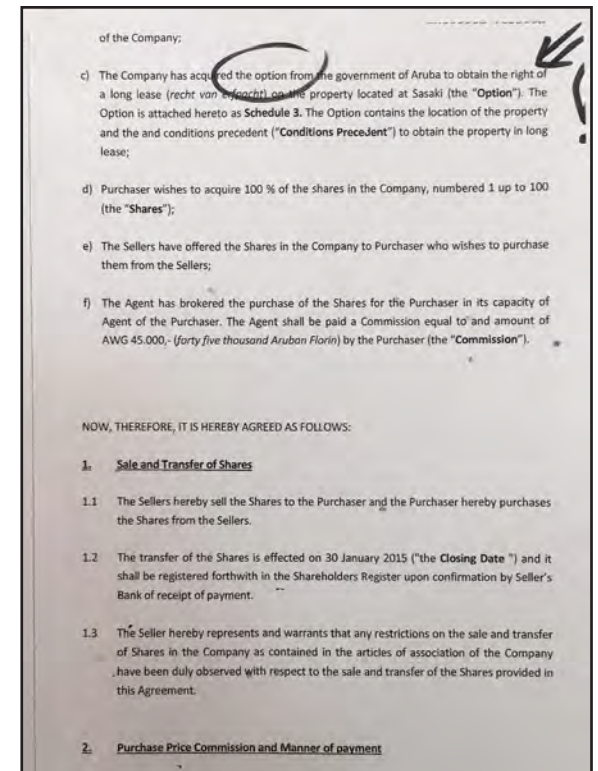 of the Company;
c) The Company has acquired the option from the government of Aruba to obtain the right of
a long lease (recht van erfpacht) on the property located at Sasaki (the "Option"). The
Option is attached hereto as Schedule 3. The Option contains the location of the property
and the and conditions precedent ("Conditions PreceJent") to obtain the property in long
lease;
d) Purchaser wishes to acquire 100 % of the shares in the Company, numbered 1 up to 100
(the "Shares");
e) The Sellers have offered the Shares in the Company to Purchaser who wishes to purchase
them from the Sellers;
f) The Agent has brokered the purchase of the Shares for the Purchaser in its capacity of
Agent of the Purchaser. The Agent shall be paid a Commission equal to and amount of
AWG 45.000,- (forty five thousand Aruban Florin) by the Purchaser (the "Commission").
NOW, THEREFORE, IT IS HEREBY AGREED AS FOLLOWS:
1. Sale and Transfer of Shares
1.1 The Sellers hereby sell the Shares to the Purchaser and the Purchaser hereby purchases
the Shares from the Sellers.
1.2 The transfer of the Shares is effected on 30 January 2015 ("the Closing Date ") and it
shall be registered forthwith in the Shareholders Register upon confirmation by Seller's
Bank of receipt of payment.
1.3 The Seller hereby represents and warrants that any restrictions on the sale and transfer
of Shares in the Company as contained in the articles of association of the Company
have been duly observed with respect to the sale and transfer of the Shares provided in
this Agreement.
2. Purchase Price Commission and Manner of payment